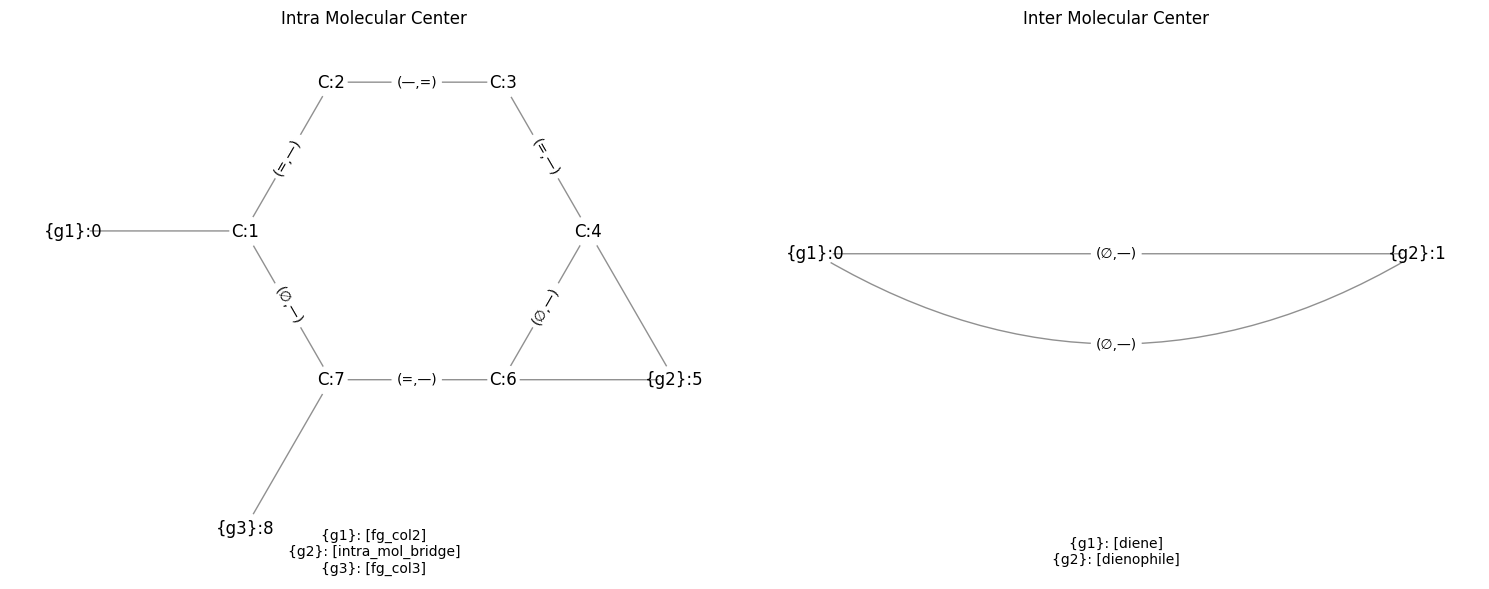 Intra Molecular Center
C:2 (—,=) C:3
(=,—) (=,—)
{g1}:0 C:1 C:4
(∅,—) (∅,—)
C:7 (=,—) C:6 {g2}:5
{g3}:8
{g1}: [fg_col2]
{g2}: [intra_mol_bridge]
{g3}: [fg_col3]
Inter Molecular Center
{g1}:0 (∅,—) {g2}:1
(∅,—)
{g1}: [diene]
{g2}: [dienophile]